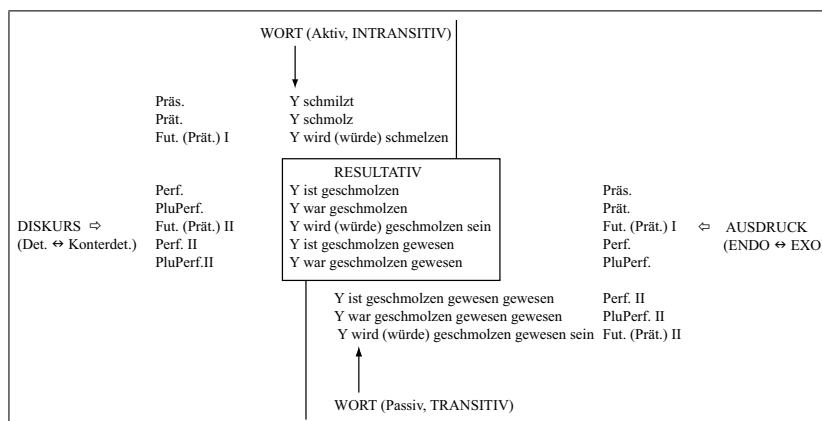 WORT (Aktiv, INTRANSITIV)
Präs. Y schmilzt
Prät. Y schmolz
Fut. (Prät.) I Y wird (würde) schmelzen
RESULTATIV
Perf. Y ist geschmolzen Präs.
PluPerf. Y war geschmolzen Prät.
DISKURS ⇨ Fut. (Prät.) II Y wird (würde) geschmolzen sein Fut. (Prät.) I ⇦ AUSDRUCK
(Det. ⇔ Konterdet.) Perf. II Y ist geschmolzen gewesen Perf. (ENDO ⇔ EXO)
PluPerf.II Y war geschmolzen gewesen PluPerf.
Y ist geschmolzen gewesen gewesen Perf. II
Y war geschmolzen gewesen gewesen PluPerf. II
Y wird (würde) geschmolzen gewesen sein Fut. (Prät.) II
WORT (Passiv, TRANSITIV)